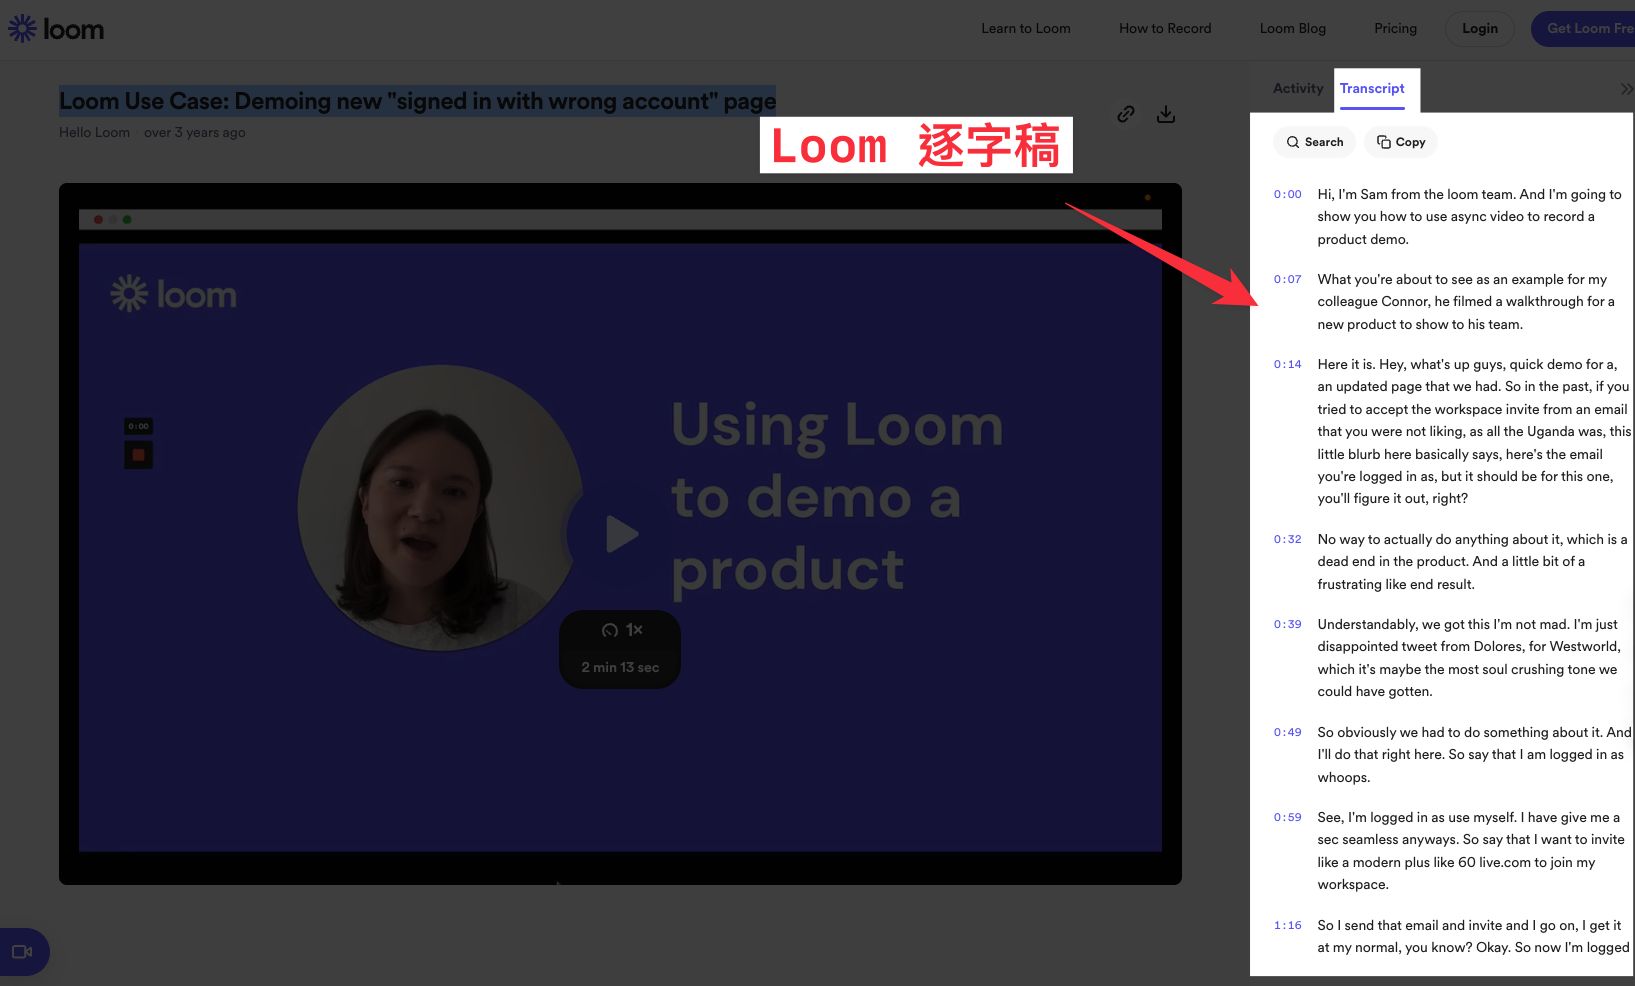 loom
Learn to Loom
How to Record
Loom Blog
Pricing
Login
Get Loom Fre
Loom Use Case: Demoing new "signed in with wrong account" page
Hello Loom · over 3 years ago
Loom 逐字稿
loom
0:00
Using Loom
to demo a
product
1×
2 min 13 sec
Activity
Transcript
Search
Copy
0:00
Hi, I'm Sam from the loom team. And I'm going to
show you how to use async video to record a
product demo.
0:07
What you're about to see as an example for my
colleague Connor, he filmed a walkthrough for a
new product to show to his team.
0:14
Here it is. Hey, what's up guys, quick demo for a,
an updated page that we had. So in the past, if you
tried to accept the workspace invite from an email
that you were not liking, as all the Uganda was, this
little blurb here basically says, here's the email
you're logged in as, but it should be for this one,
you'll figure it out, right?
0:32
No way to actually do anything about it, which is a
dead end in the product. And a little bit of a
frustrating like end result.
0:39
Understandably, we got this I'm not mad. I'm just
disappointed tweet from Dolores, for Westworld,
which it's maybe the most soul crushing tone we
could have gotten.
0:49
So obviously we had to do something about it. And
I'll do that right here. So say that I am logged in as
whoops.
0:59
See, I'm logged in as use myself. I have give me a
sec seamless anyways. So say that I want to invite
like a modern plus like 60 live.com to join my
workspace.
1:16
So I send that email and invite and I go on, I get it
at my normal, you know? Okay. So now I'm logged